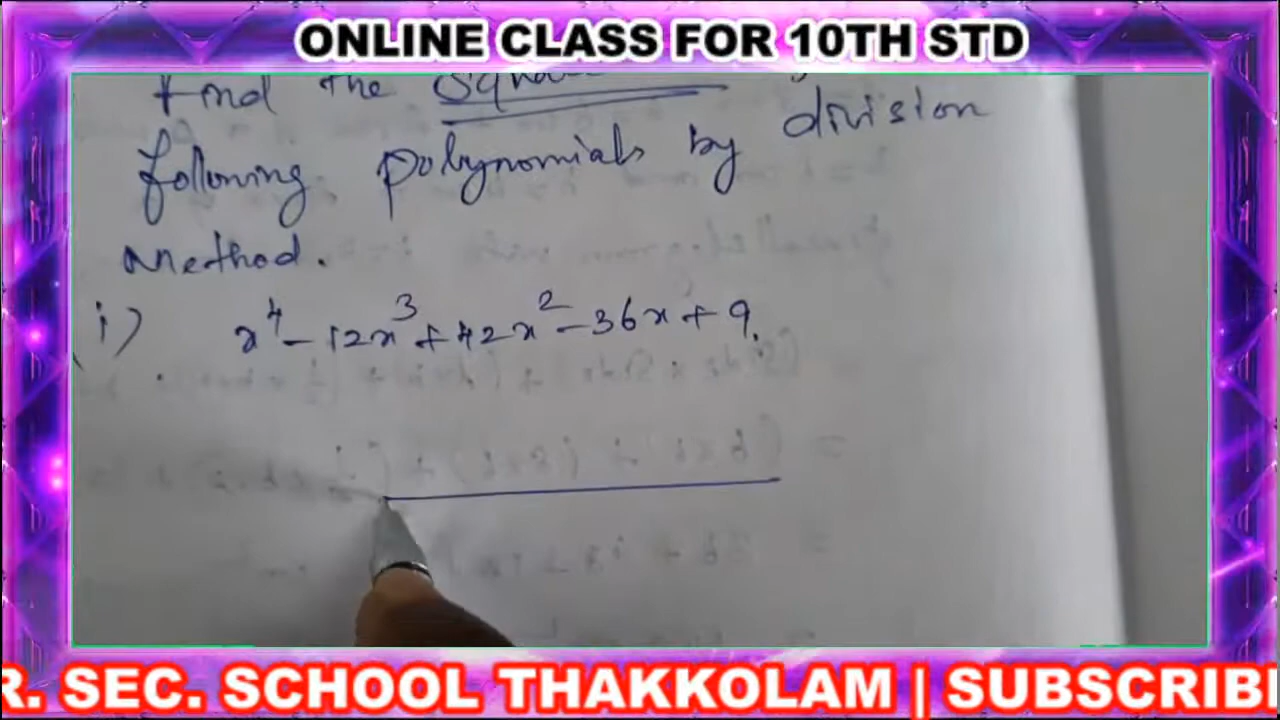 ONLINE CLASS FOR 10TH STD
Find the
following polynomials by division
method.
i) x⁴ - 12x³ + 42x² - 36x + 9.
R. SEC. SCHOOL THAKKOLAM | SUBSCRIB